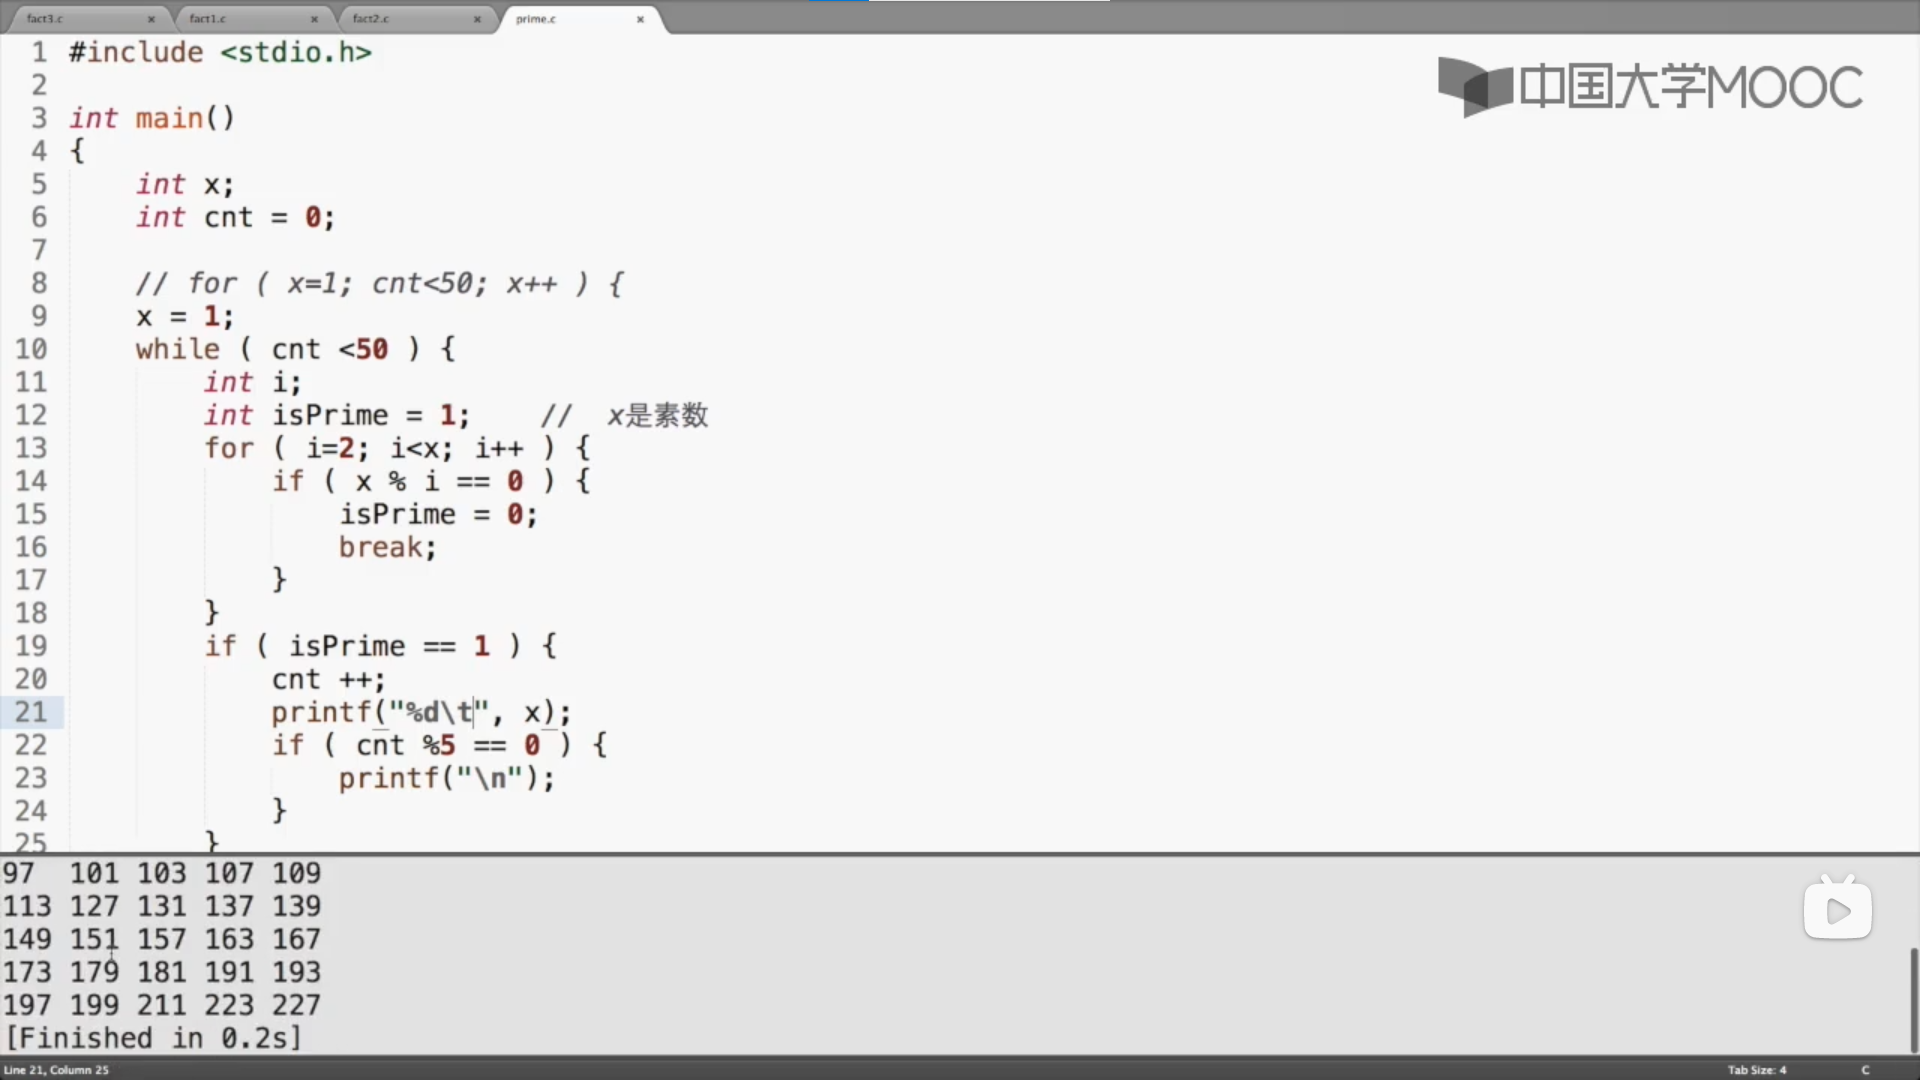 fact3.c × fact1.c × fact2.c × prime.c ×
中国大学MOOC
1 #include <stdio.h>
2
3 int main()
4 {
5 int x;
6 int cnt = 0;
7
8 // for ( x=1; cnt<50; x++ ) {
9 x = 1;
10 while ( cnt <50 ) {
11 int i;
12 int isPrime = 1; // x是素数
13 for ( i=2; i<x; i++ ) {
14 if ( x % i == 0 ) {
15 isPrime = 0;
16 break;
17 }
18 }
19 if ( isPrime == 1 ) {
20 cnt ++;
21 printf("%d\t", x);
22 if ( cnt %5 == 0 ) {
23 printf("\n");
24 }
25 }
97 101 103 107 109
113 127 131 137 139
149 151 157 163 167
173 179 181 191 193
197 199 211 223 227
[Finished in 0.2s]
Line 21, Column 25 Tab Size: 4 C